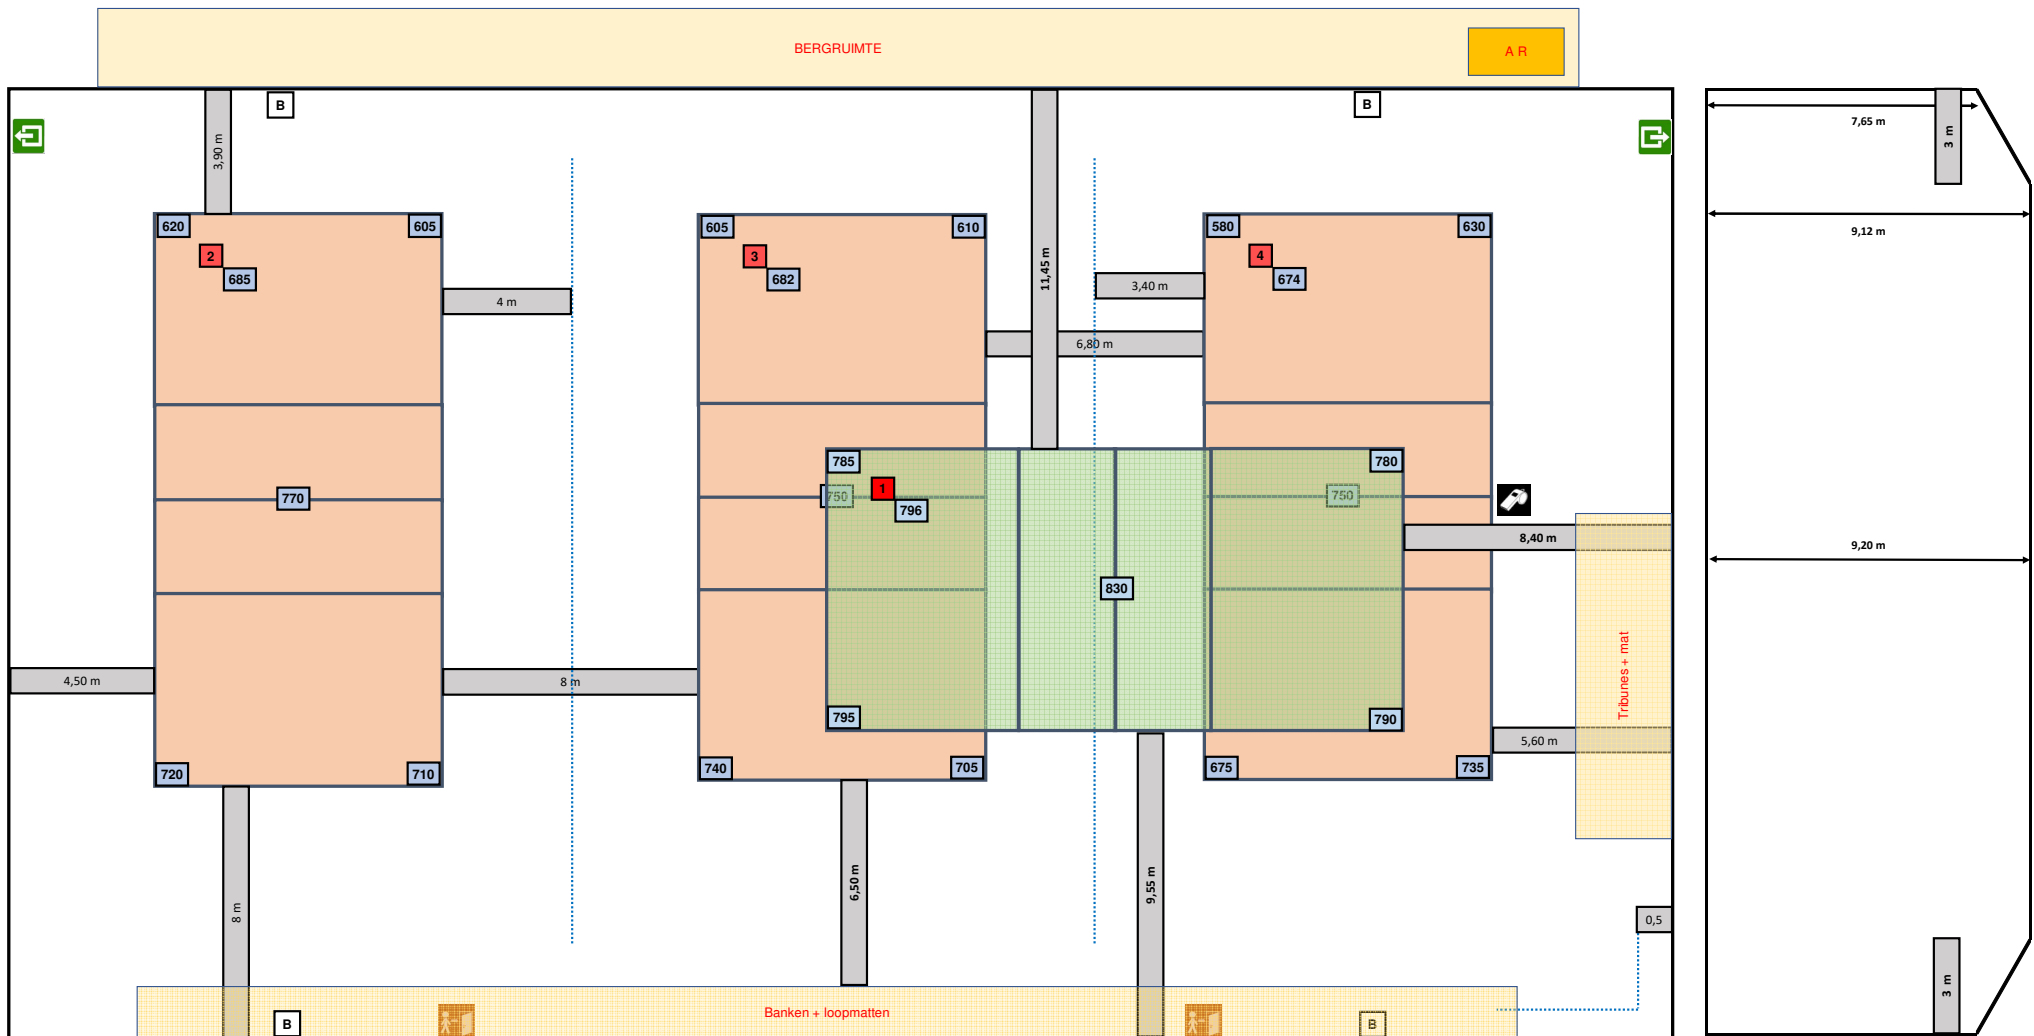 BERGRUIMTE
A R
B
B
3,90 m
7,65 m
3 m
620
605
605
610
580
630
9,12 m
2
685
3
682
4
674
11,45 m
4 m
3,40 m
6,80 m
785
780
770
750
1
796
750
8,40 m
9,20 m
830
Tribunes + mat
4,50 m
8 m
795
790
5,60 m
720
710
740
705
675
735
8 m
6,50 m
9,55 m
0,5
3 m
Banken + loopmatten
B
B